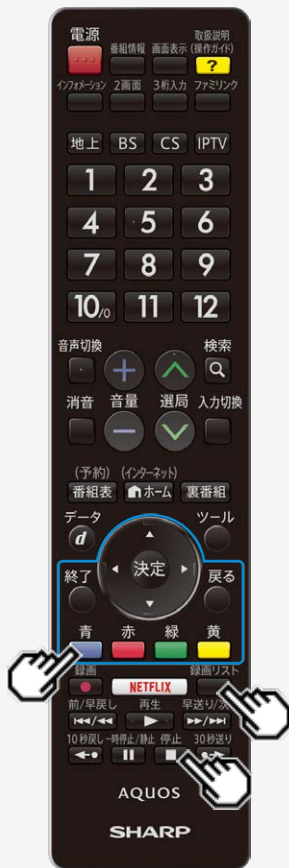 電源
番組情報 画面表示 取扱説明(操作ガイド)
?
インフォメーション 2画面 3桁入力 ファミリンク
地上 BS CS IPTV
1 2 3
4 5 6
7 8 9
10/0 11 12
音声切換 検索
消音 音量 選局 入力切換
(予約) (インターネット)
番組表 ホーム 裏番組
データ ツール
d
決定
終了 戻る
青 赤 緑 黄
録画 NETFLIX 録画リスト
前/早戻し 再生 早送り/次
10秒戻し 一時停止/静止 停止 30秒送り
AQUOS
SHARP